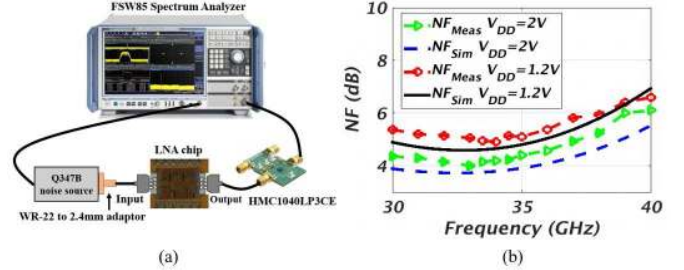 FSW85 Spectrum Analyzer
LNA chip
Q347B
noise source
Input
Output
HMC1040LP3CE
WR-22 to 2.4mm adaptor
(a)
10
8
6
4
NF (dB)
NF_Meas V_DD=2V
NF_Sim V_DD=2V
NF_Meas V_DD=1.2V
NF_Sim V_DD=1.2V
30
35
40
Frequency (GHz)
(b)